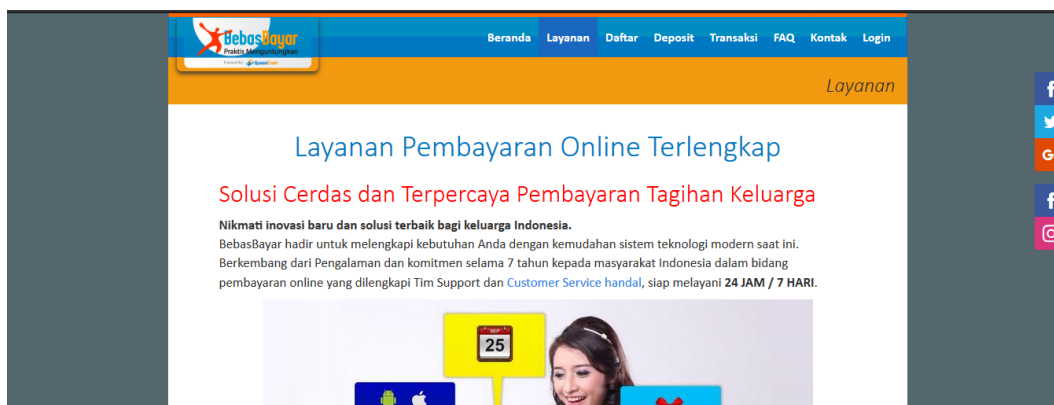 BebasBayar
Praktis Menguntungkan
Powered By SpeedCash
Beranda Layanan Daftar Deposit Transaksi FAQ Kontak Login
Layanan
Layanan Pembayaran Online Terlengkap
Solusi Cerdas dan Terpercaya Pembayaran Tagihan Keluarga
Nikmati inovasi baru dan solusi terbaik bagi keluarga Indonesia.
BebasBayar hadir untuk melengkapi kebutuhan Anda dengan kemudahan sistem teknologi modern saat ini.
Berkembang dari Pengalaman dan komitmen selama 7 tahun kepada masyarakat Indonesia dalam bidang
pembayaran online yang dilengkapi Tim Support dan Customer Service handal, siap melayani 24 JAM / 7 HARI.
SEP
25